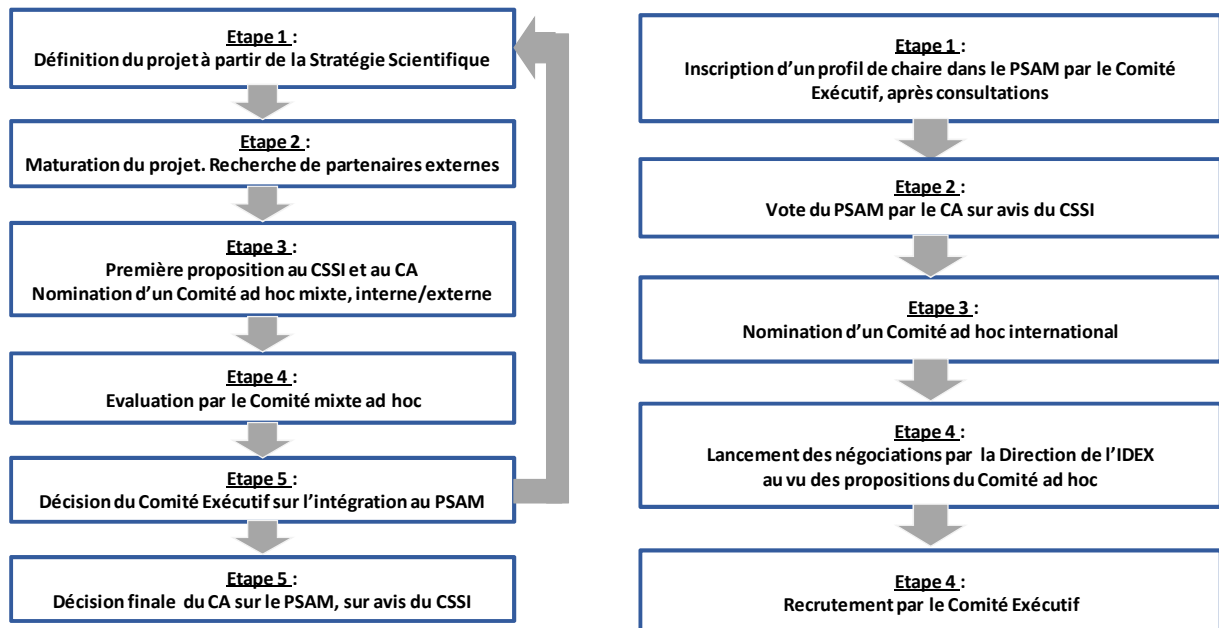 Etape 1 :
Définition du projet à partir de la Stratégie Scientifique
Etape 2 :
Maturation du projet. Recherche de partenaires externes
Etape 3 :
Première proposition au CSSI et au CA
Nomination d’un Comité ad hoc mixte, interne/externe
Etape 4 :
Evaluation par le Comité mixte ad hoc
Etape 5 :
Décision du Comité Exécutif sur l’intégration au PSAM
Etape 5 :
Décision finale du CA sur le PSAM, sur avis du CSSI
Etape 1 :
Inscription d’un profil de chaire dans le PSAM par le Comité
Exécutif, après consultations
Etape 2 :
Vote du PSAM par le CA sur avis du CSSI
Etape 3 :
Nomination d’un Comité ad hoc international
Etape 4 :
Lancement des négociations par la Direction de l’IDEX
au vu des propositions du Comité ad hoc
Etape 4 :
Recrutement par le Comité Exécutif